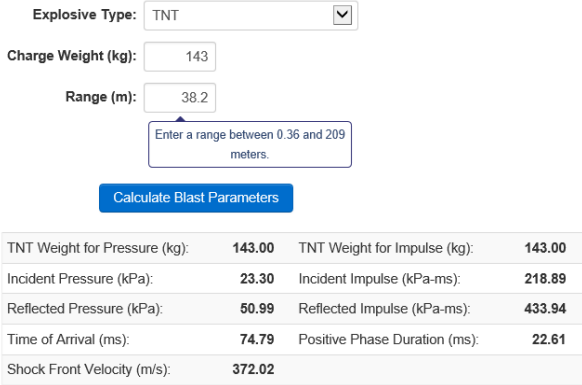 Explosive Type: TNT
Charge Weight (kg): 143
Range (m): 38.2
Enter a range between 0.36 and 209
meters.
Calculate Blast Parameters
TNT Weight for Pressure (kg): 143.00 TNT Weight for Impulse (kg): 143.00
Incident Pressure (kPa): 23.30 Incident Impulse (kPa-ms): 218.89
Reflected Pressure (kPa): 50.99 Reflected Impulse (kPa-ms): 433.94
Time of Arrival (ms): 74.79 Positive Phase Duration (ms): 22.61
Shock Front Velocity (m/s): 372.02